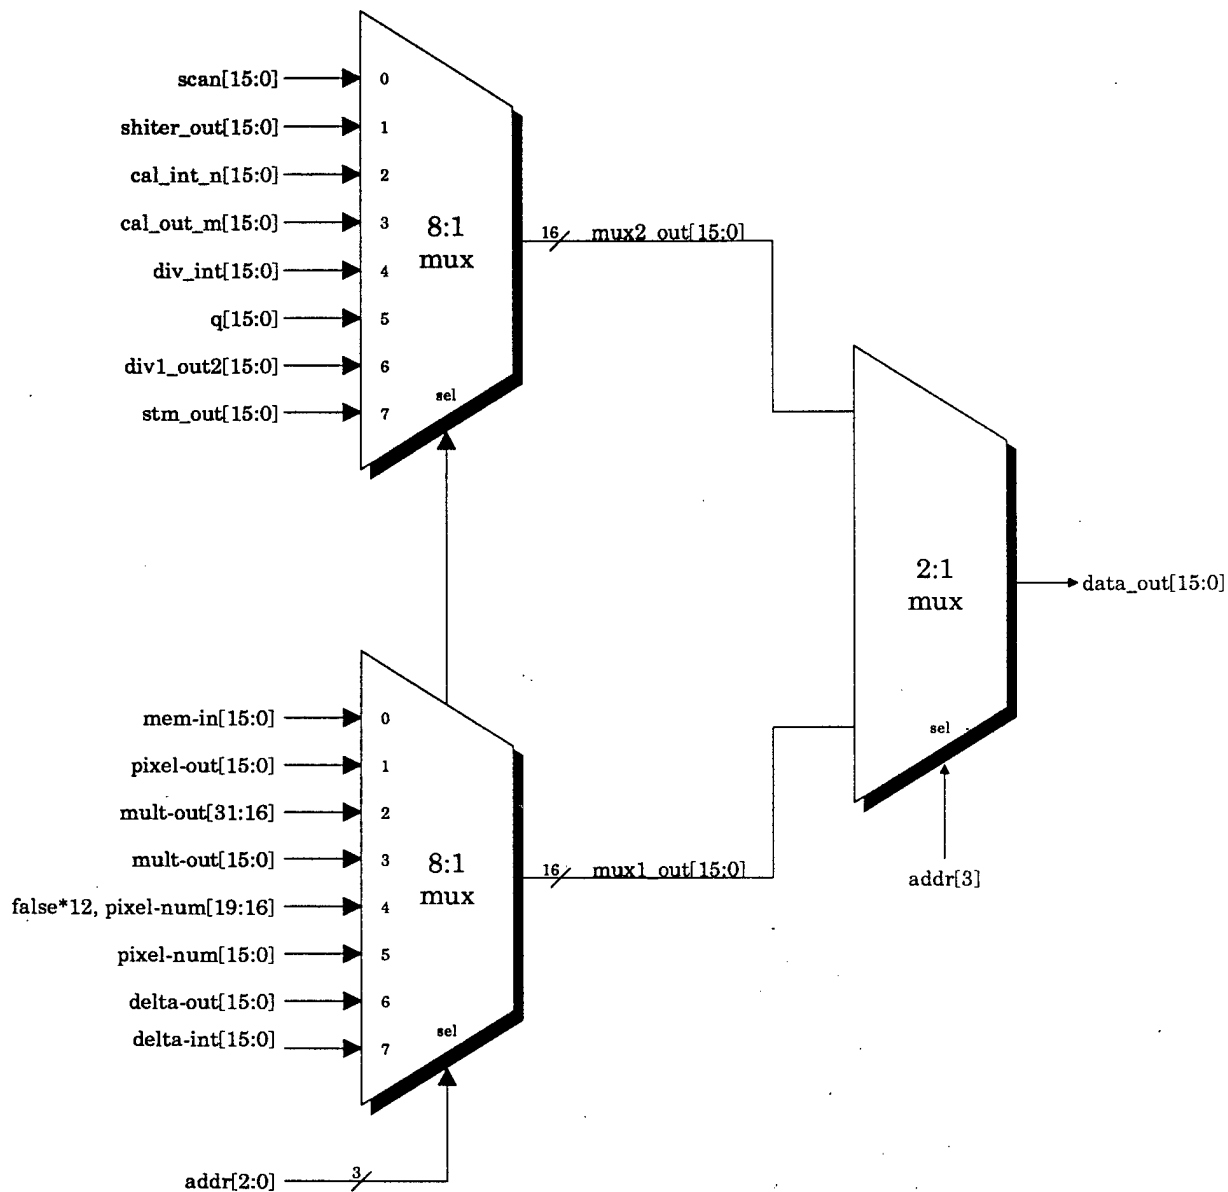 scan[15:0]
0
shiter_out[15:0]
1
cal_int_n[15:0]
2
cal_out_m[15:0]
3
div_int[15:0]
4
q[15:0]
5
div1_out2[15:0]
6
stm_out[15:0]
7
8:1
mux
sel
16
mux2_out[15:0]
2:1
mux
sel
data_out[15:0]
addr[3]
mem-in[15:0]
0
pixel-out[15:0]
1
mult-out[31:16]
2
mult-out[15:0]
3
false*12, pixel-num[19:16]
4
pixel-num[15:0]
5
delta-out[15:0]
6
delta-int[15:0]
7
8:1
mux
sel
16
mux1_out[15:0]
addr[2:0]
3